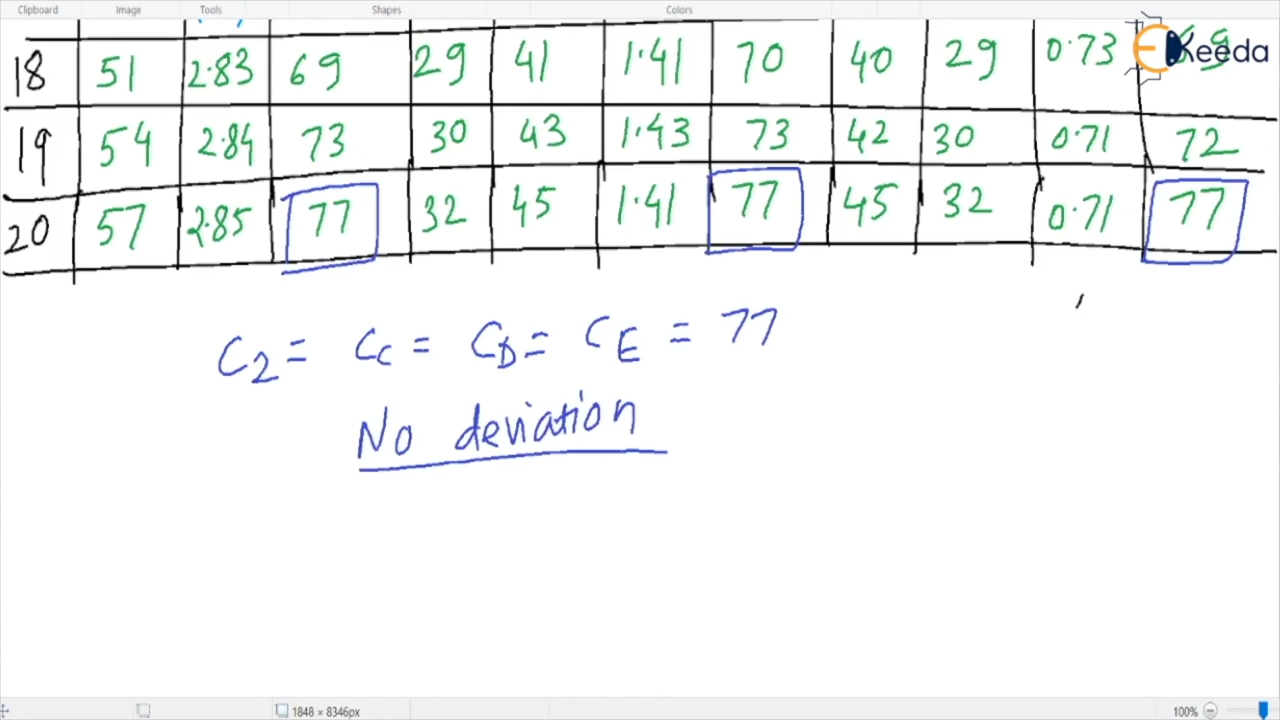 Clipboard Image Tools Shapes Colors
18 51 2.83 69 29 41 1.41 70 40 29 0.73
Keeda
19 54 2.84 73 30 43 1.43 73 42 30 0.71 72
20 57 2.85 77 32 45 1.41 77 45 32 0.71 77
C2 = CC = CD = CE = 77
No deviation
1848 × 8346px 100%